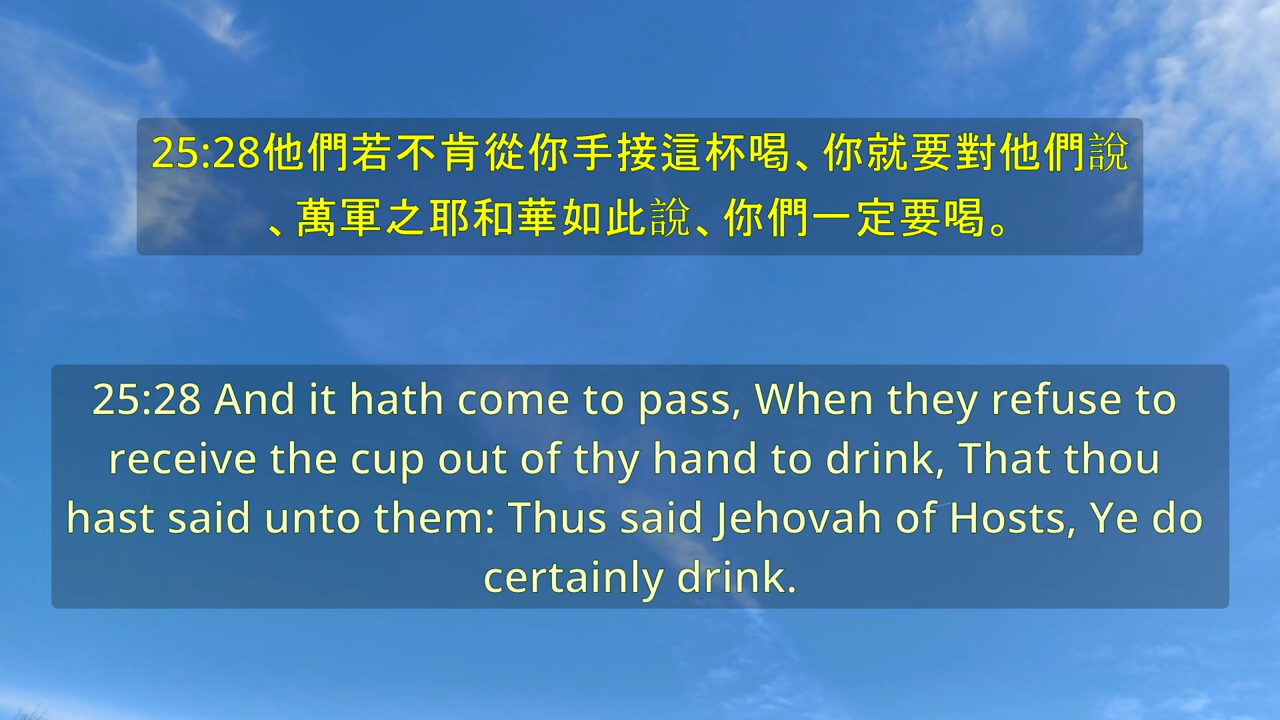 25:28他們若不肯從你手接這杯喝、你就要對他們說
、萬軍之耶和華如此說、你們一定要喝。
25:28 And it hath come to pass, When they refuse to
receive the cup out of thy hand to drink, That thou
hast said unto them: Thus said Jehovah of Hosts, Ye do
certainly drink.